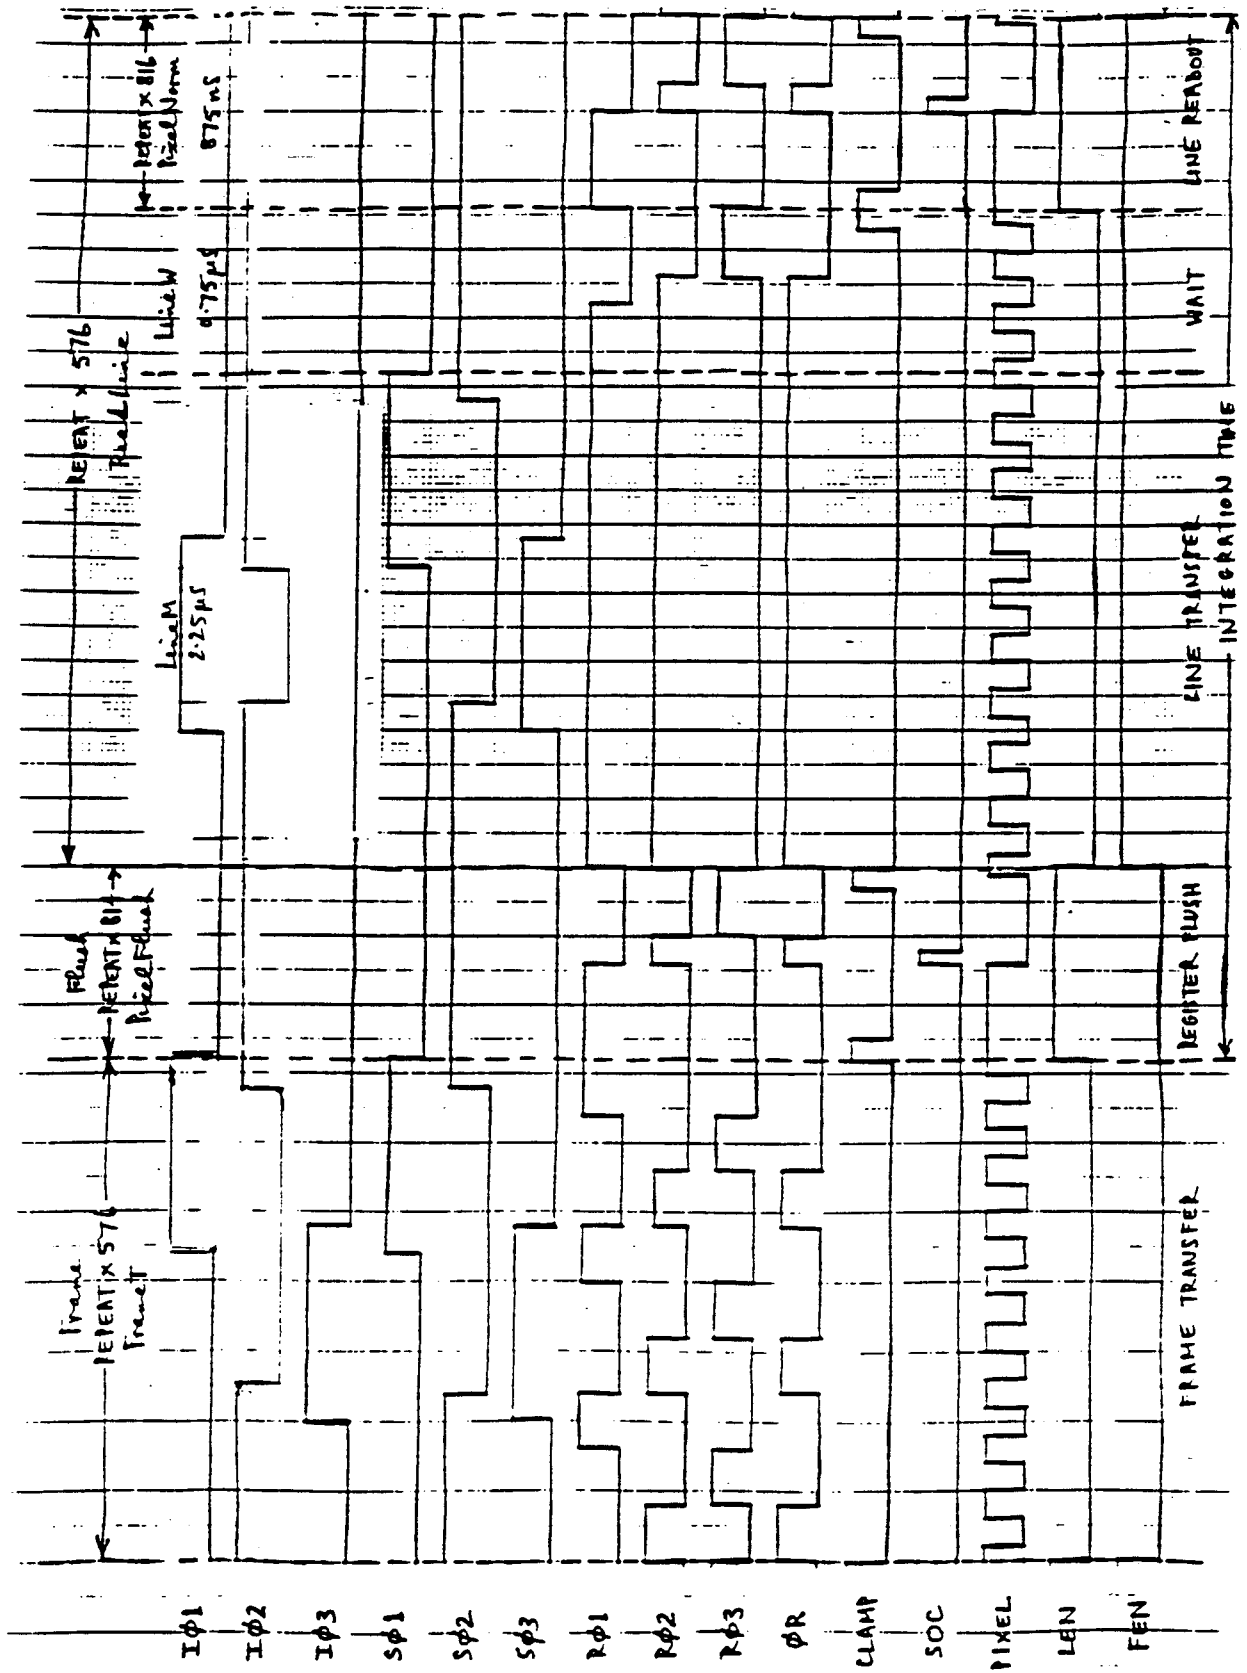 Frame
REPEAT × 576
FrameT
Flush
REPEAT × 814
PixelFlush
REPEAT × 576
ReadLine
LineM
2.25µS
LineW
0.75µS
REPEAT × 816
PixelNorm
875nS
IΦ1
IΦ2
IΦ3
SΦ1
SΦ2
SΦ3
RΦ1
RΦ2
RΦ3
ΦR
CLAMP
SOC
PIXEL
LEN
FEN
FRAME TRANSFER
REGISTER FLUSH
LINE TRANSFER
WAIT
LINE READOUT
INTEGRATION TIME